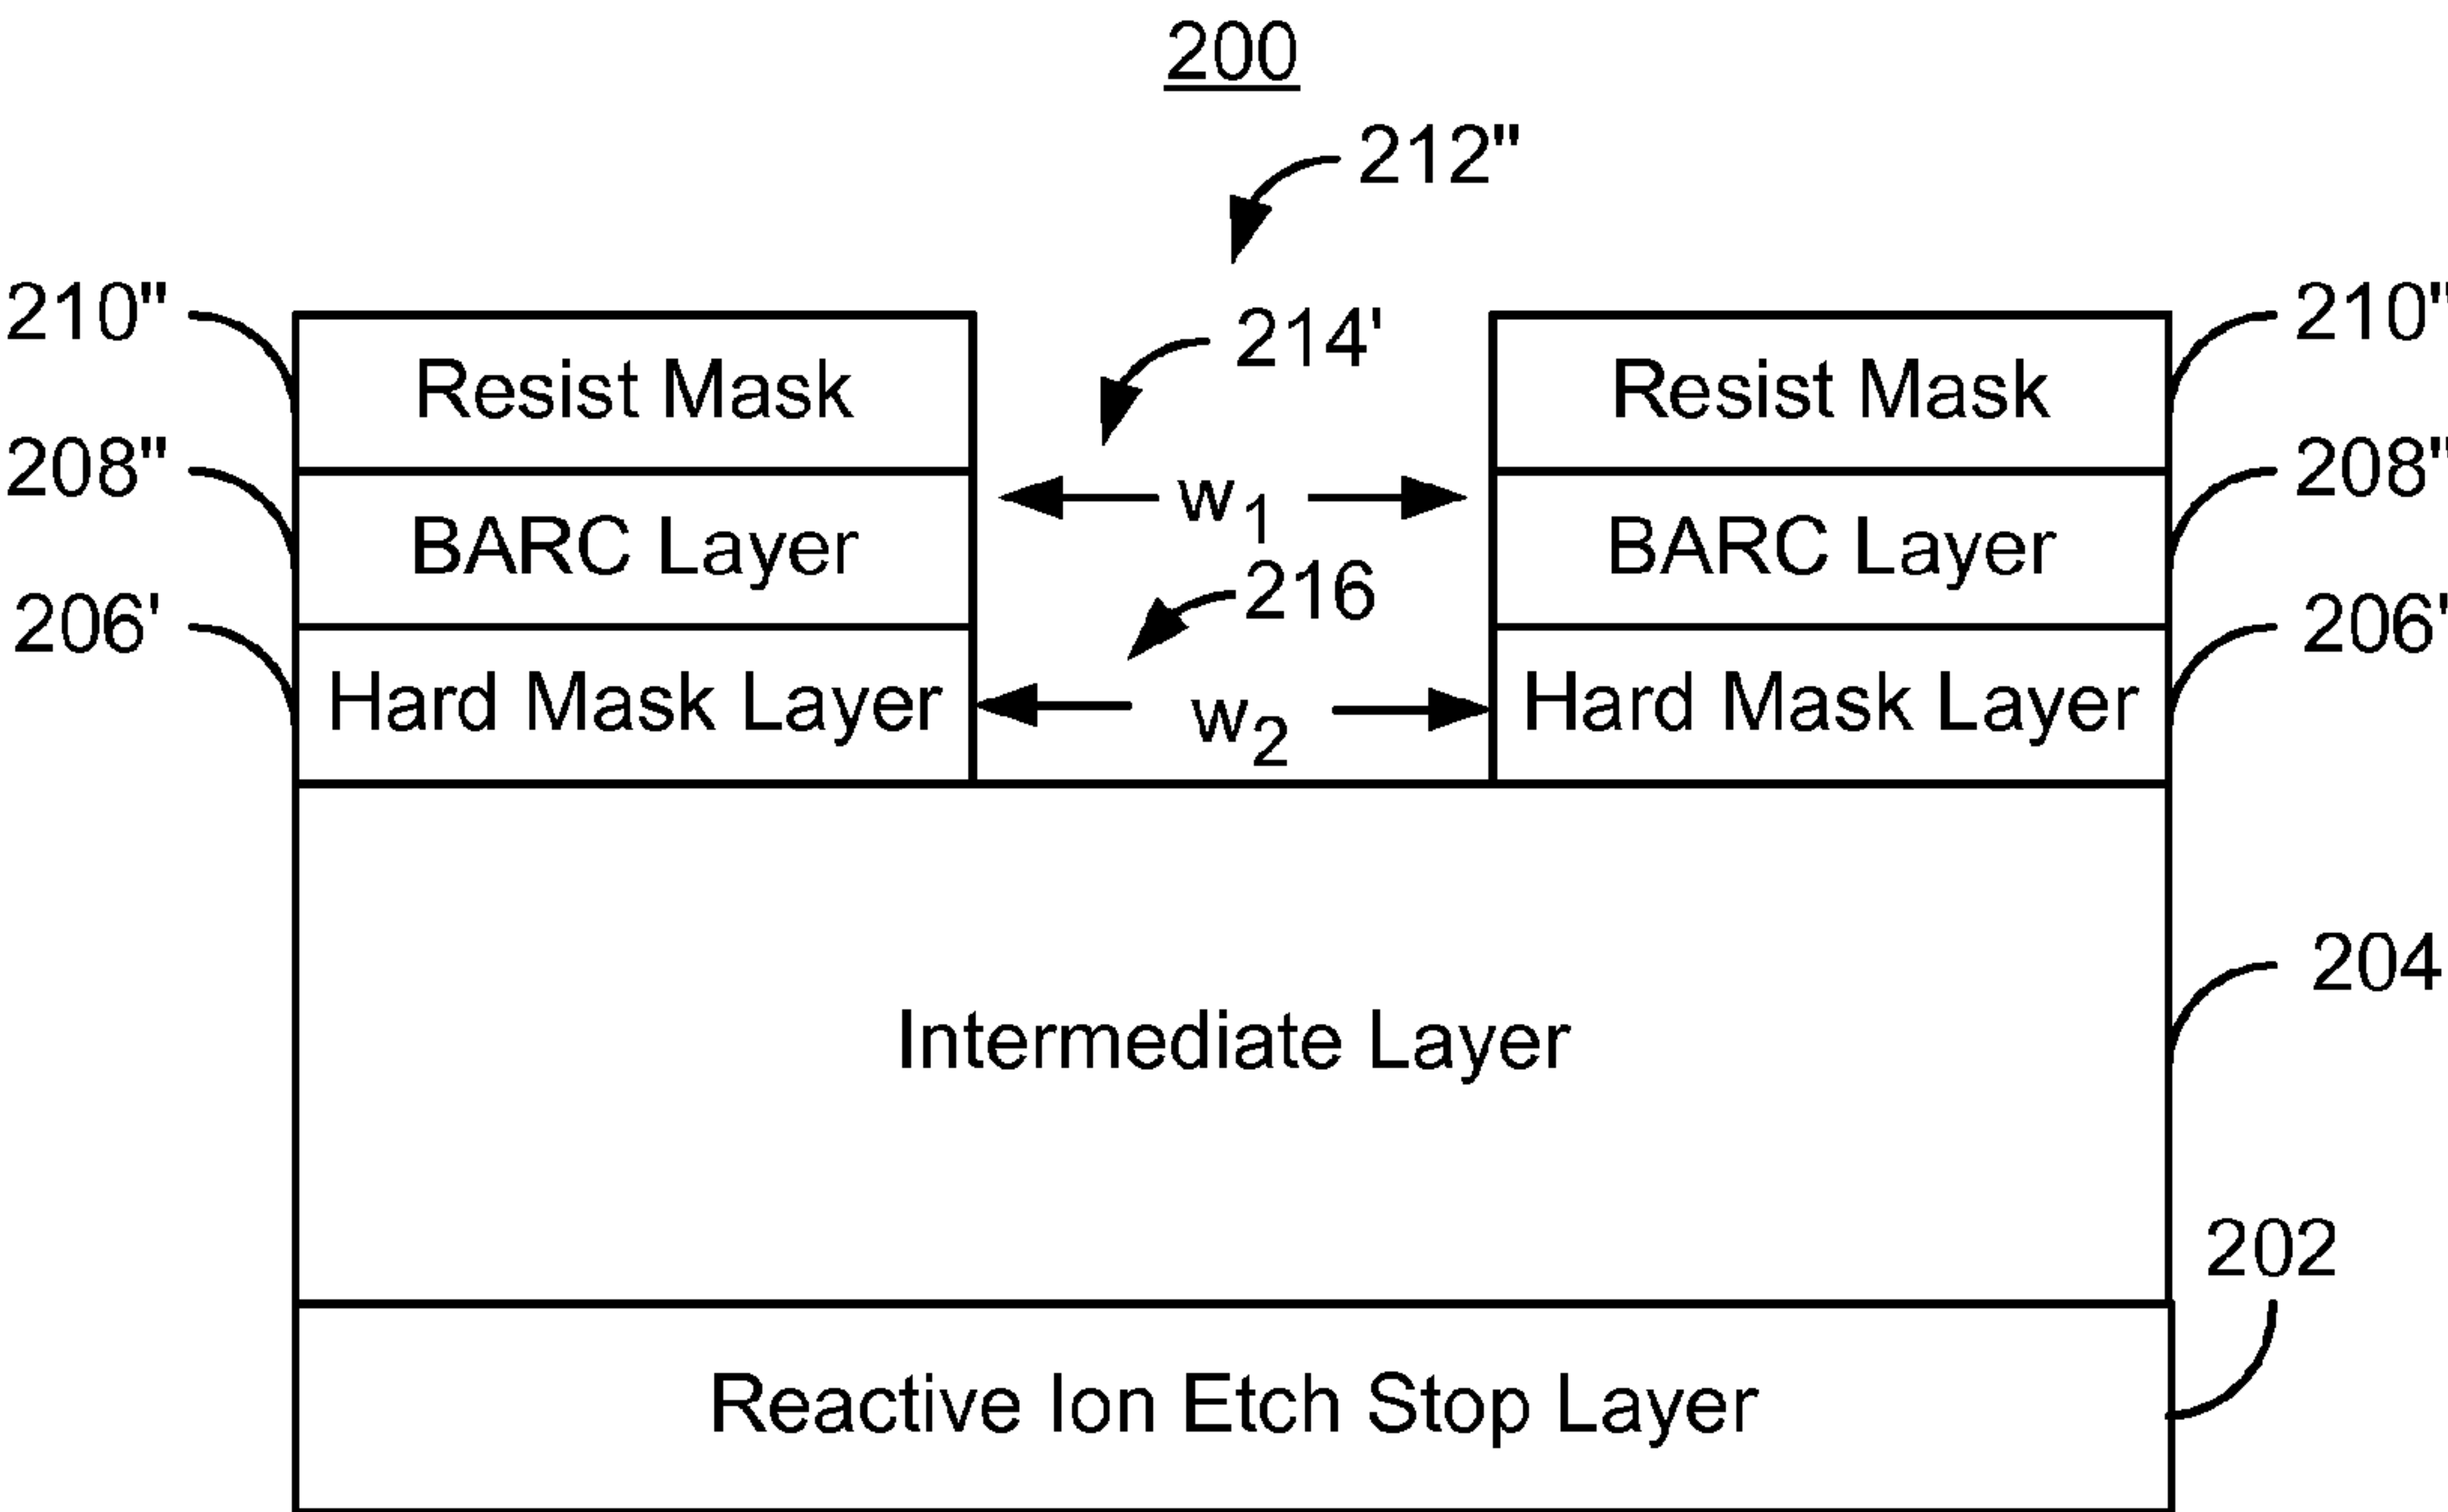 200
212"
210" 214' 210"
Resist Mask Resist Mask
208" w1 208"
BARC Layer BARC Layer
206' 216 206'
Hard Mask Layer w2 Hard Mask Layer
204
Intermediate Layer
202
Reactive Ion Etch Stop Layer